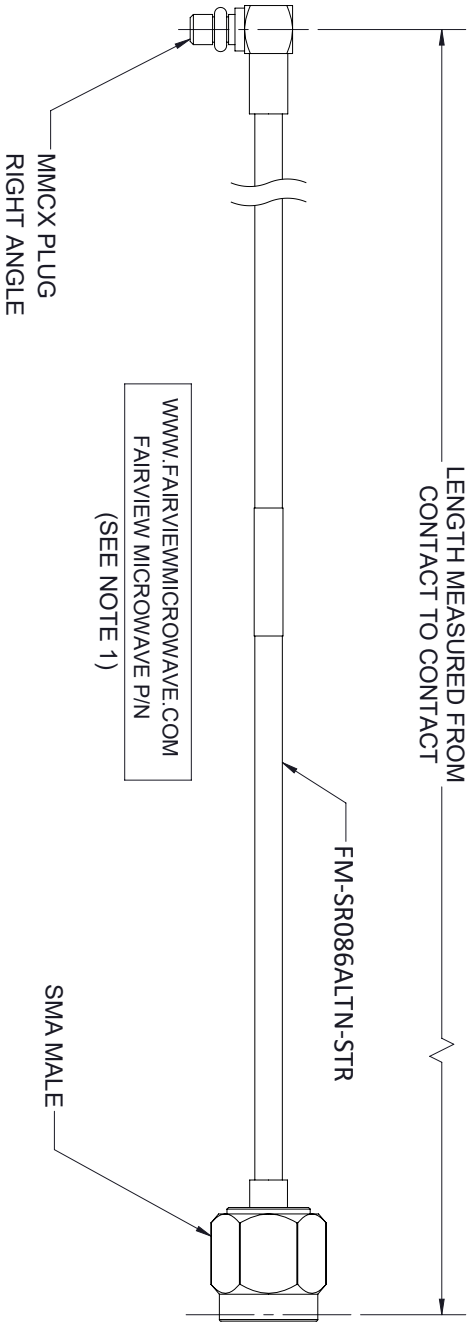 LENGTH MEASURED FROM
CONTACT TO CONTACT
FM-SR086ALTN-STR
MMCX PLUG
RIGHT ANGLE
WWW.FAIRVIEWMICROWAVE.COM
FAIRVIEW MICROWAVE P/N
(SEE NOTE 1)
SMA MALE